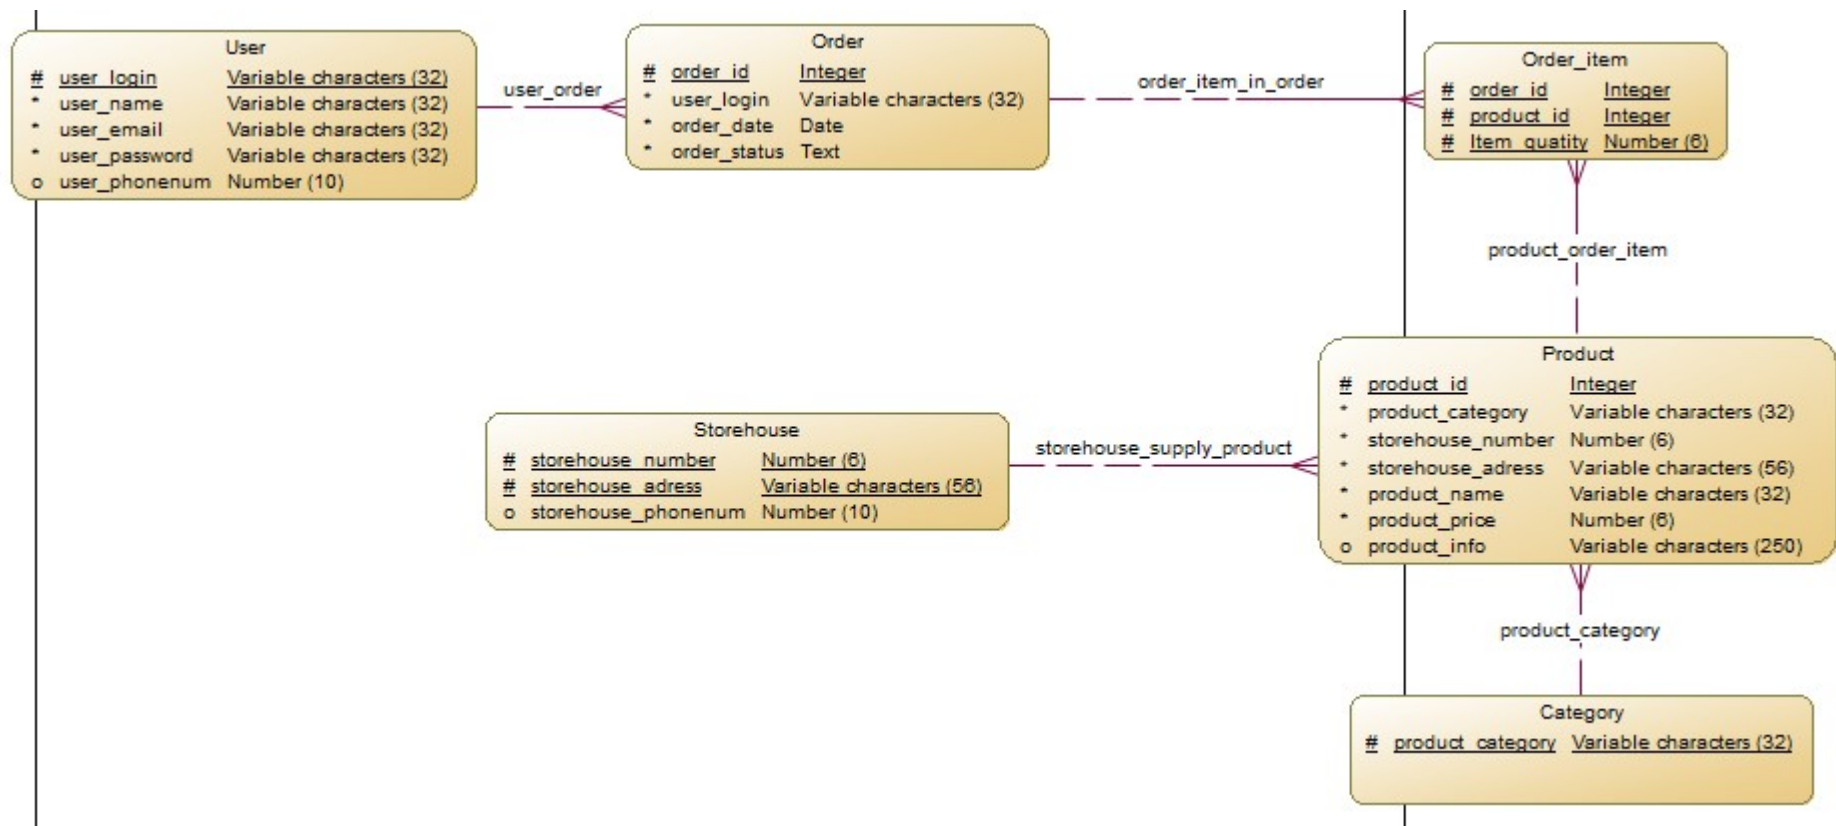 User
# user_login Variable characters (32)
* user_name Variable characters (32)
* user_email Variable characters (32)
* user_password Variable characters (32)
o user_phonenum Number (10)
user_order
Order
# order_id Integer
* user_login Variable characters (32)
* order_date Date
* order_status Text
order_item_in_order
Order_item
# order_id Integer
# product_id Integer
# Item_quatity Number (6)
product_order_item
Product
# product_id Integer
* product_category Variable characters (32)
* storehouse_number Number (6)
* storehouse_adress Variable characters (56)
* product_name Variable characters (32)
* product_price Number (6)
o product_info Variable characters (250)
Storehouse
# storehouse_number Number (6)
# storehouse_adress Variable characters (56)
o storehouse_phonenum Number (10)
storehouse_supply_product
product_category
Category
# product_category Variable characters (32)